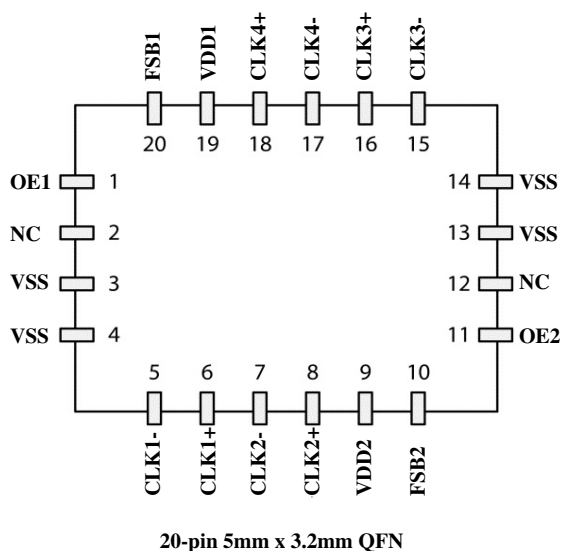 FSB1 VDD1 CLK4+ CLK4- CLK3+ CLK3-
20 19 18 17 16 15
OE1 1 14 VSS
NC 2 13 VSS
VSS 3 12 NC
VSS 4 11 OE2
5 6 7 8 9 10
CLK1- CLK1+ CLK2- CLK2+ VDD2 FSB2
20-pin 5mm x 3.2mm QFN